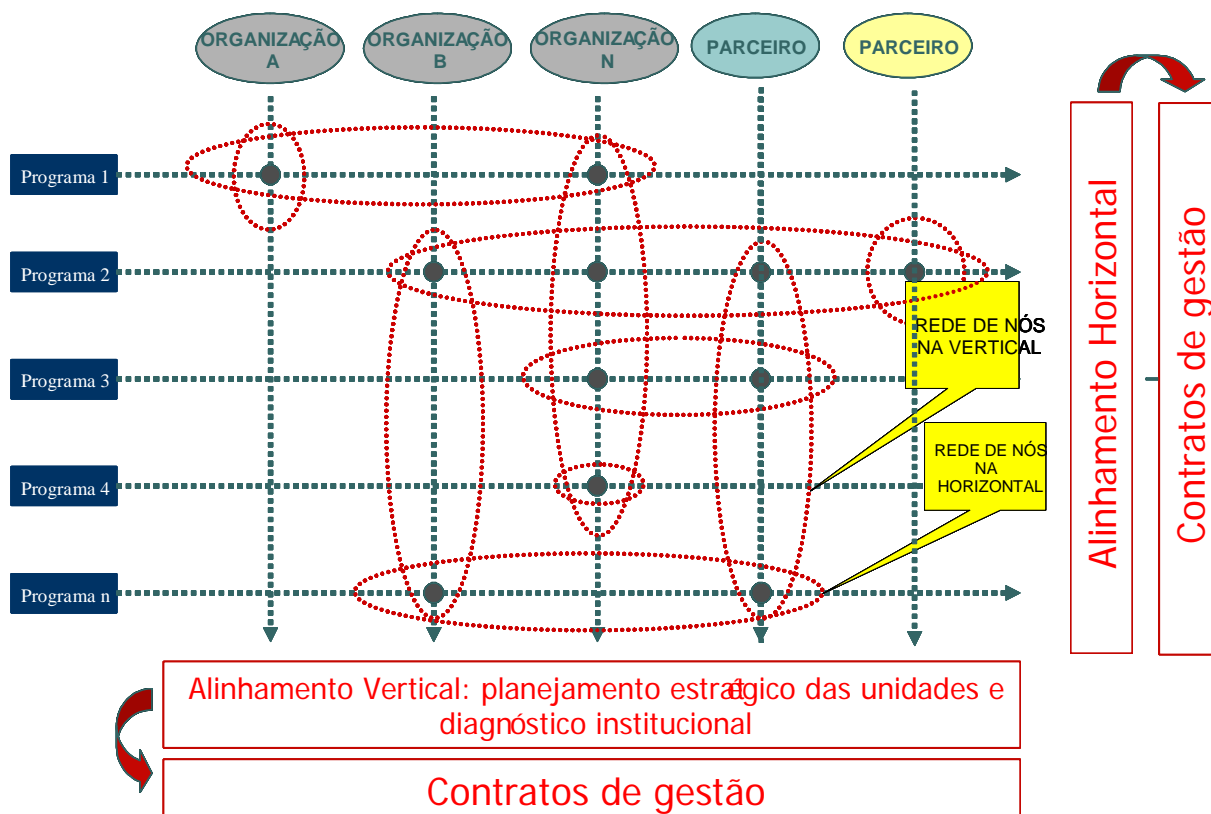 ORGANIZAÇÃO
A
ORGANIZAÇÃO
B
ORGANIZAÇÃO
N
PARCEIRO
PARCEIRO
Programa 1
Programa 2
REDE DE NÓS
NA VERTICAL
Programa 3
REDE DE NÓS
NA
HORIZONTAL
Programa 4
Programa n
Alinhamento Horizontal
Contratos de gestão
Alinhamento Vertical: planejamento estratégico das unidades e
diagnóstico institucional
Contratos de gestão